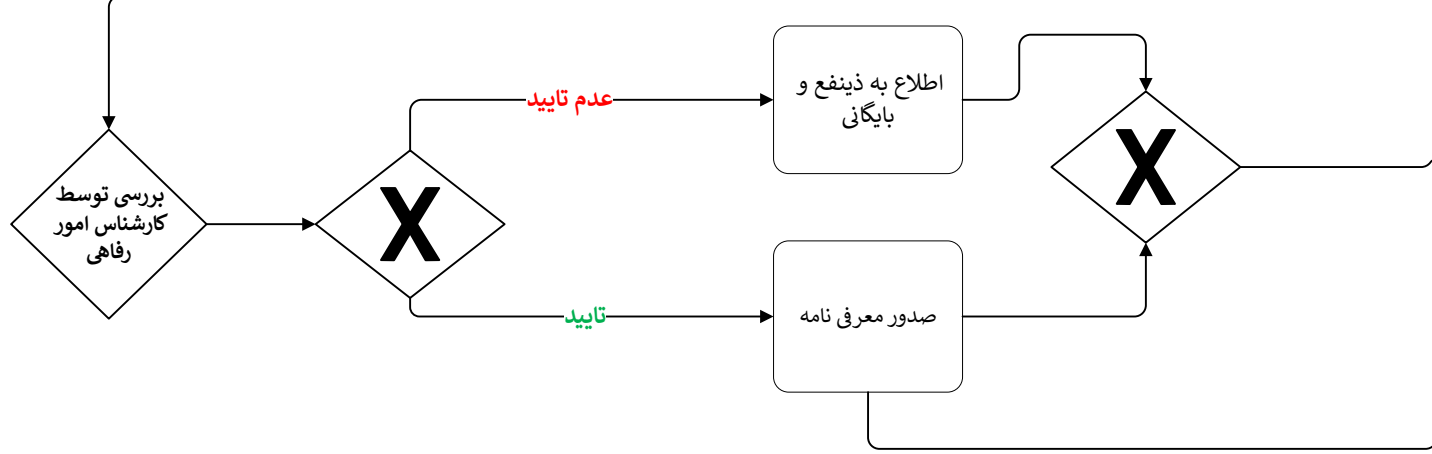 اطلاع به ذینفع و
بایگانی
عدم تایید
بررسی توسط
کارشناس امور
رفاهی
X
X
تایید
صدور معرفی نامه